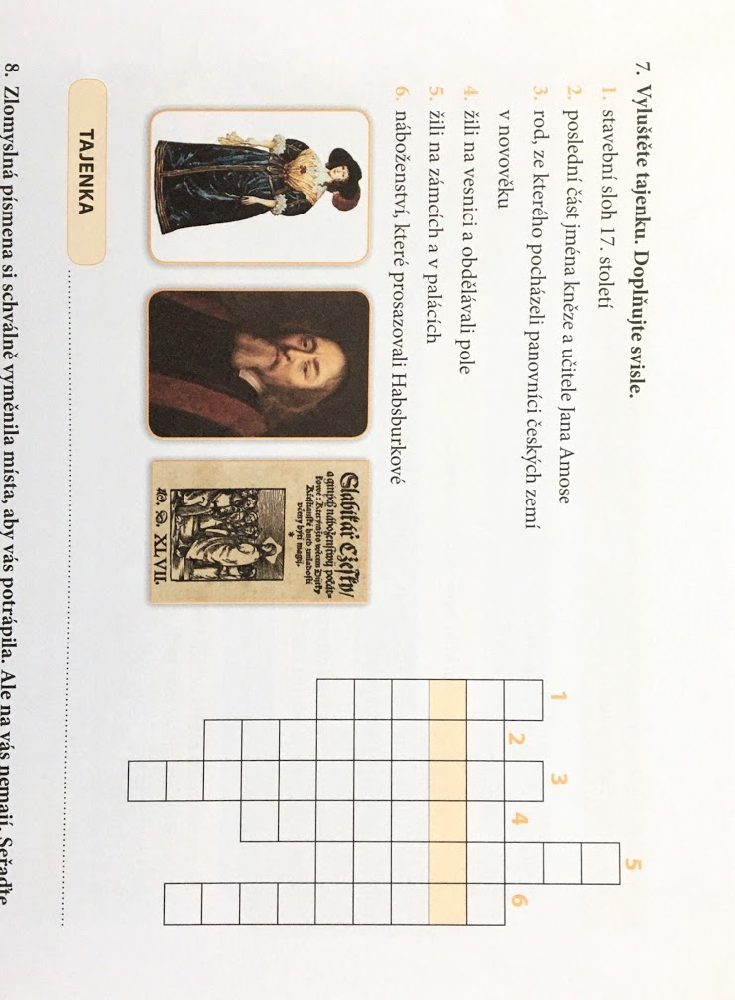 7. Vyluštěte tajenku. Doplňujte svisle.
1. stavební sloh 17. století
2. poslední část jména kněze a učitele Jana Amose
3. rod, ze kterého pocházeli panovníci českých zemí
v novověku
4. žili na vesnici a obdělávali pole
5. žili na zámcích a v palácích
6. náboženství, které prosazovali Habsburkové
1
2
3
4
5
6
XLVII.
TAJENKA
8. Zlomyslná písmena si schválně vyměnila místa, aby vás potrápila. Ale na vás nemají. Seřaďte